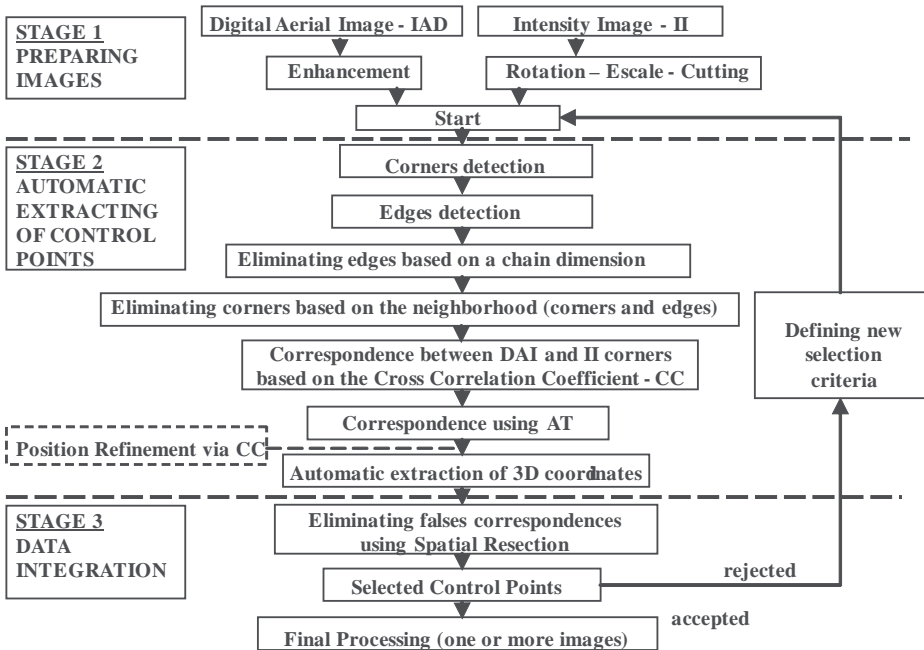 STAGE 1
PREPARING
IMAGES
Digital Aerial Image - IAD
Intensity Image - II
Enhancement
Rotation – Escale - Cutting
Start
STAGE 2
AUTOMATIC
EXTRACTING
OF CONTROL
POINTS
Corners detection
Edges detection
Eliminating edges based on a chain dimension
Eliminating corners based on the neighborhood (corners and edges)
Correspondence between DAI and II corners
based on the Cross Correlation Coefficient - CC
Correspondence using AT
Position Refinement via CC
Automatic extraction of 3D coordinates
Defining new
selection
criteria
STAGE 3
DATA
INTEGRATION
Eliminating falses correspondences
using Spatial Resection
Selected Control Points
rejected
accepted
Final Processing (one or more images)